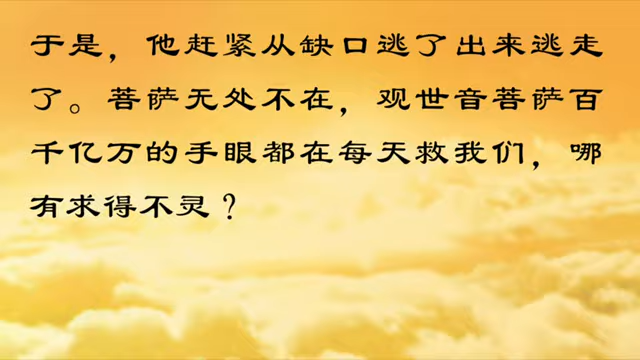 于是，他赶紧从缺口逃了出来逃走
了。菩萨无处不在，观世音菩萨百
千亿万的手眼都在每天救我们，哪
有求得不灵？